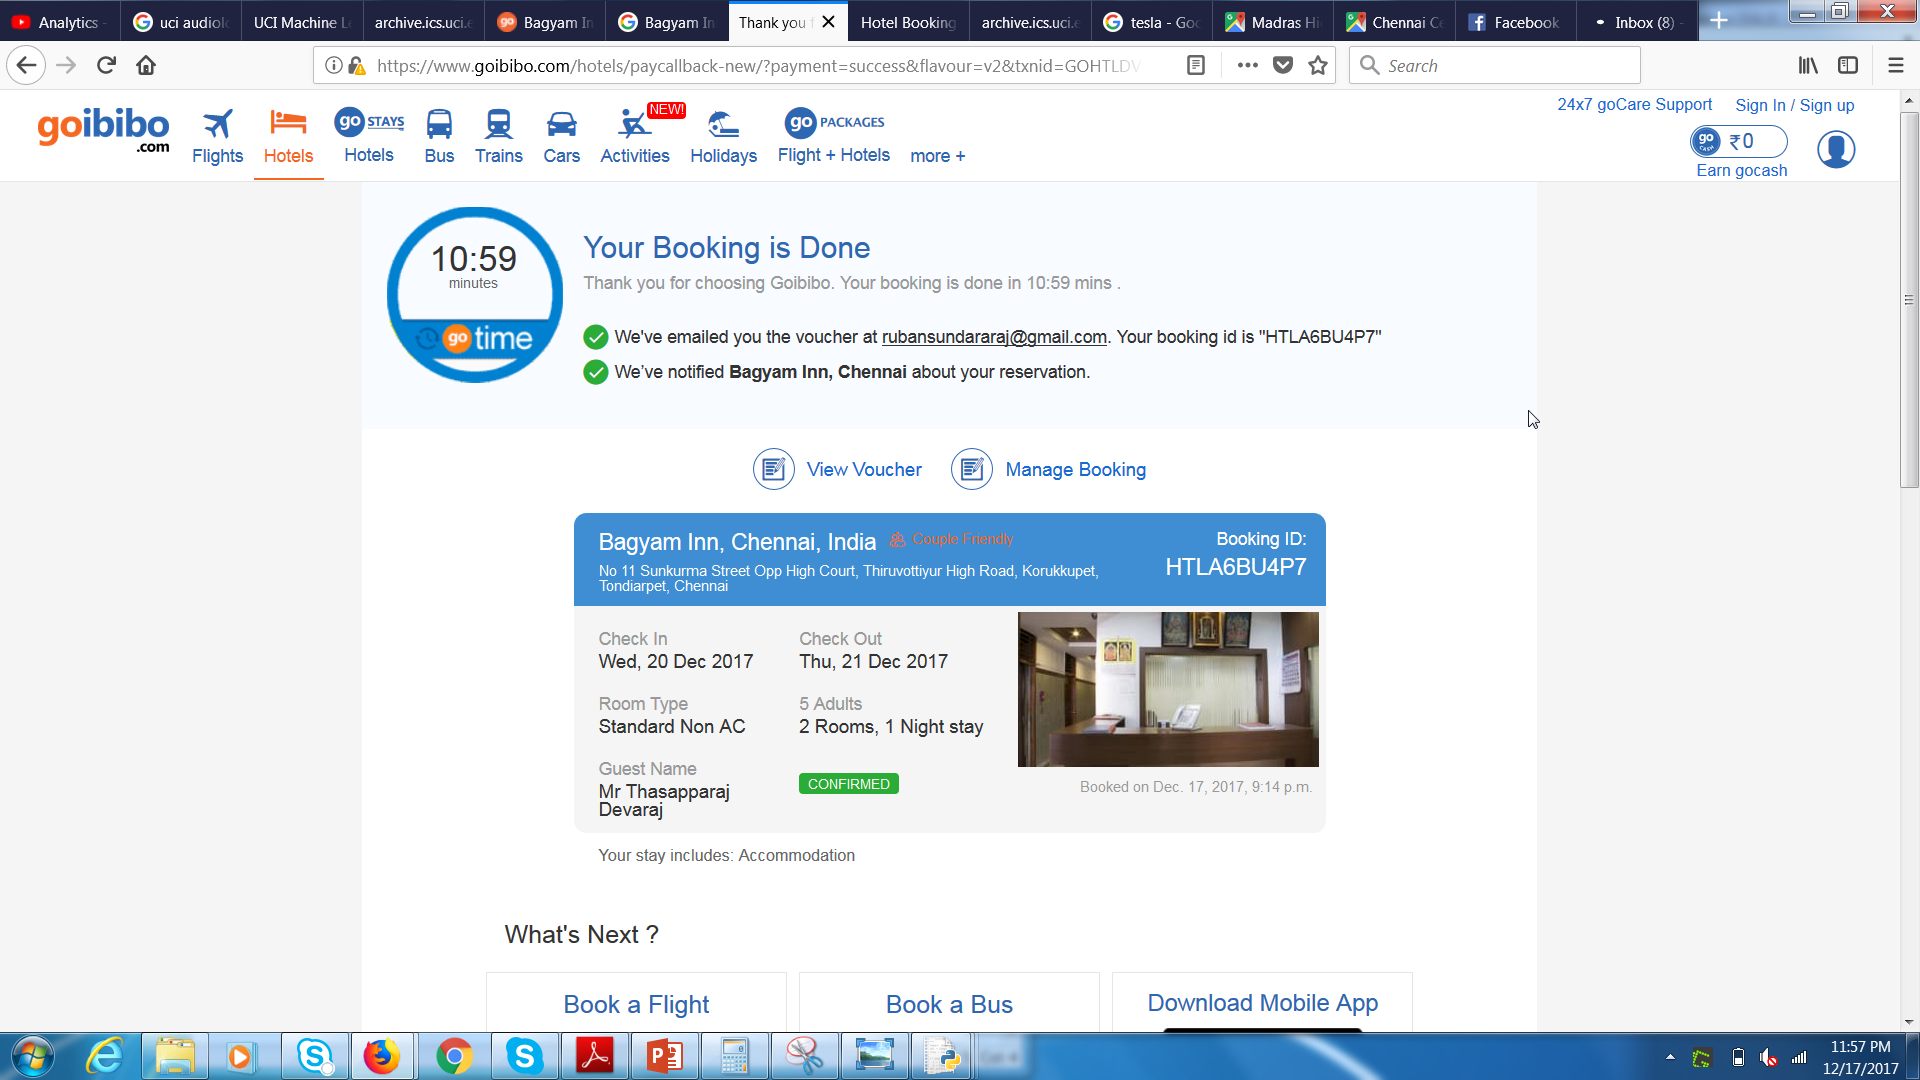 Analytics
uci audiol
UCI Machine L
archive.ics.uci.e
Bagyam In
Bagyam In
Thank you f
Hotel Booking
archive.ics.uci.e
tesla - Goo
Madras Hi
Chennai Ce
Facebook
Inbox (8) -
https://www.goibibo.com/hotels/paycallback-new/?payment=success&flavour=v2&txnid=GOHTLDV
Search
goibibo
.com
Flights
Hotels
go STAYS
Hotels
Bus
Trains
Cars
NEW!
Activities
Holidays
go PACKAGES
Flight + Hotels
more +
24x7 goCare Support
Sign In / Sign up
go
CASH
₹0
Earn gocash
10:59
minutes
go time
Your Booking is Done
Thank you for choosing Goibibo. Your booking is done in 10:59 mins .
We've emailed you the voucher at rubansundararaj@gmail.com. Your booking id is "HTLA6BU4P7"
We've notified Bagyam Inn, Chennai about your reservation.
View Voucher
Manage Booking
Bagyam Inn, Chennai, India
Couple Friendly
No 11 Sunkurma Street Opp High Court, Thiruvottiyur High Road, Korukkupet,
Tondiarpet, Chennai
Booking ID:
HTLA6BU4P7
Check In
Wed, 20 Dec 2017
Check Out
Thu, 21 Dec 2017
Room Type
Standard Non AC
5 Adults
2 Rooms, 1 Night stay
Guest Name
Mr Thasapparaj
Devaraj
CONFIRMED
Booked on Dec. 17, 2017, 9:14 p.m.
Your stay includes: Accommodation
What's Next ?
Book a Flight
Book a Bus
Download Mobile App
11:57 PM
12/17/2017